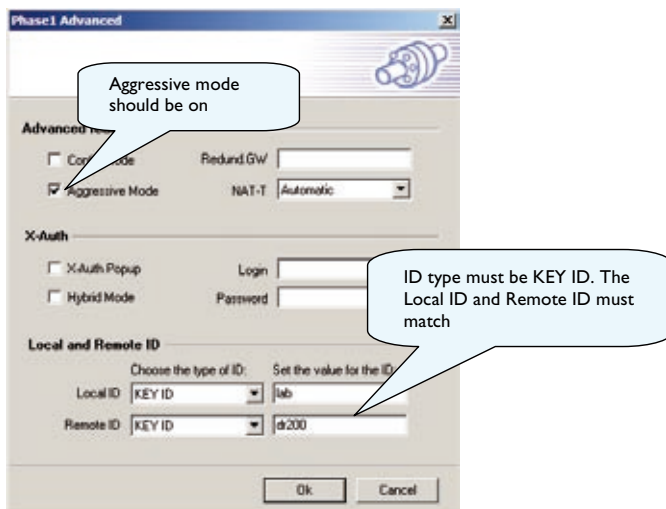 Phase1 Advanced
Aggressive mode
should be on
Advanced
Redund.GW
Aggressive Mode
NAT-T
Automatic
X-Auth
X-Auth Popup
Login
Hybrid Mode
Password
ID type must be KEY ID. The
Local ID and Remote ID must
match
Local and Remote ID
Choose the type of ID:
Set the value for the ID:
Local ID
KEY ID
lab
Remote ID
KEY ID
dr200
Ok
Cancel